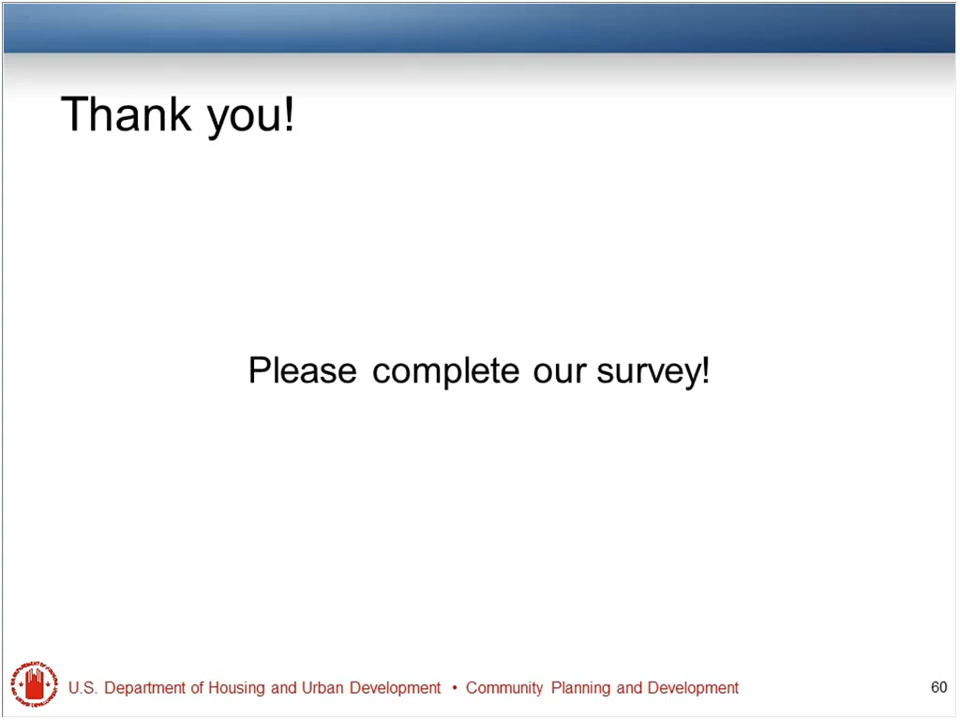 Thank you!
Please complete our survey!
U.S. Department of Housing and Urban Development • Community Planning and Development
60